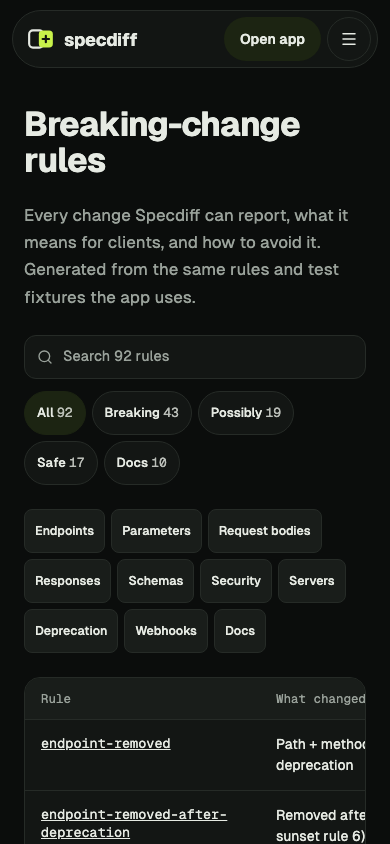 specdiff
Open app
Breaking-change
rules
Every change Specdiff can report, what it
means for clients, and how to avoid it.
Generated from the same rules and test
fixtures the app uses.
Search 92 rules
All 92 Breaking 43 Possibly 19
Safe 17 Docs 10
Endpoints Parameters Request bodies
Responses Schemas Security Servers
Deprecation Webhooks Docs
Rule What changed
endpoint-removed Path +
deprecation
endpoint-removed-after- Removed
deprecation sunset rule 6)